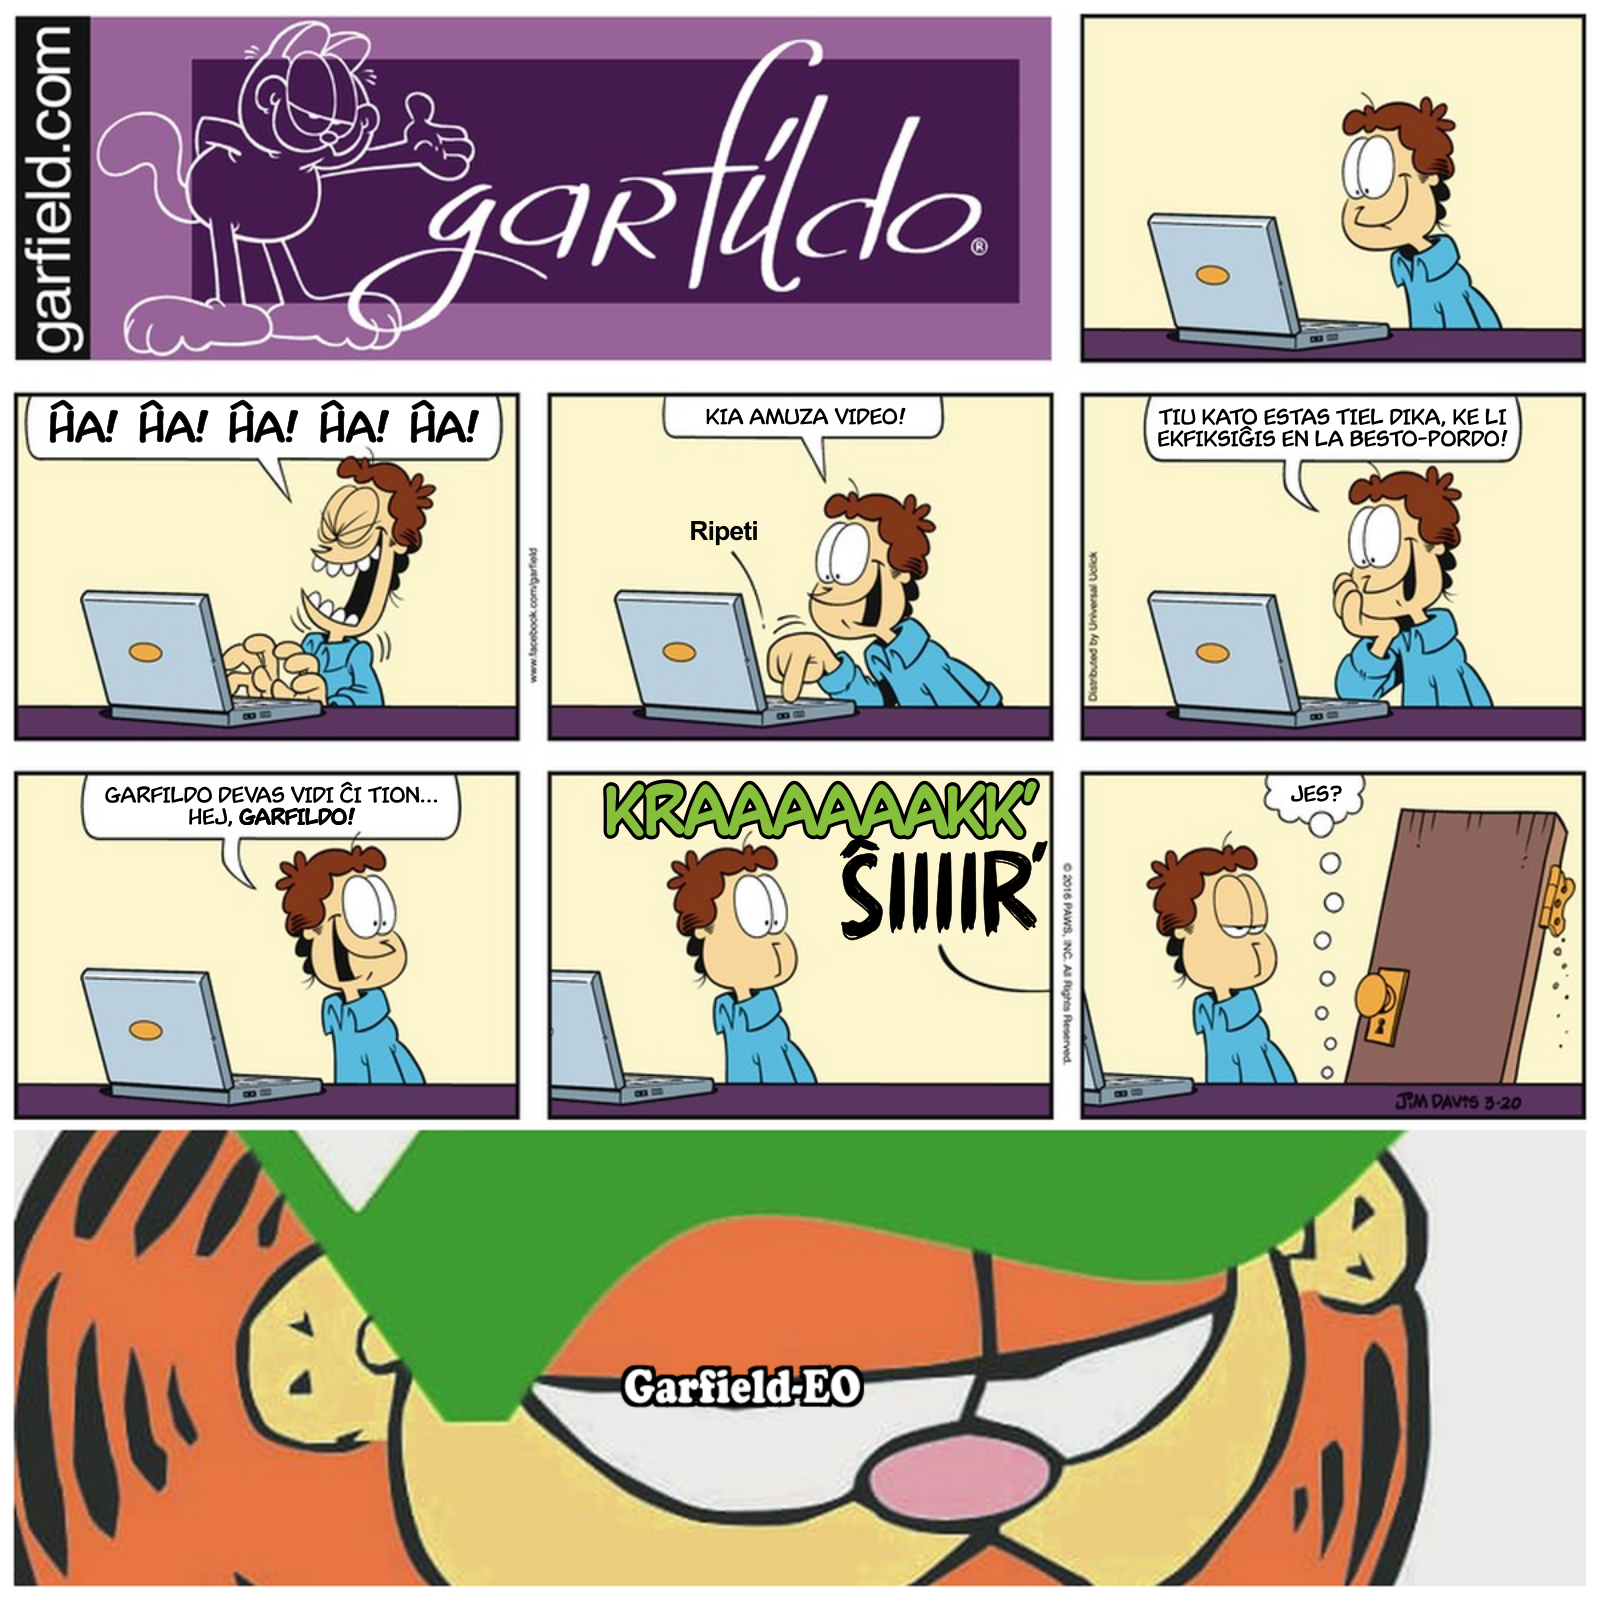 garfield.com
garfildo®
ĤA! ĤA! ĤA! ĤA! ĤA!
www.facebook.com/garfield
KIA AMUZA VIDEO!
Ripeti
TIU KATO ESTAS TIEL DIKA, KE LI
EKFIKSIĜIS EN LA BESTO-PORDO!
Distributed by Universal Uclick
GARFILDO DEVAS VIDI ĈI TION...
HEJ, GARFILDO!
KRAAAAAAAKK'
ŜIIIIR'
© 2016 PAWS, INC. All Rights Reserved.
JES?
JIM DAVIS 3-20
Garfield-EO